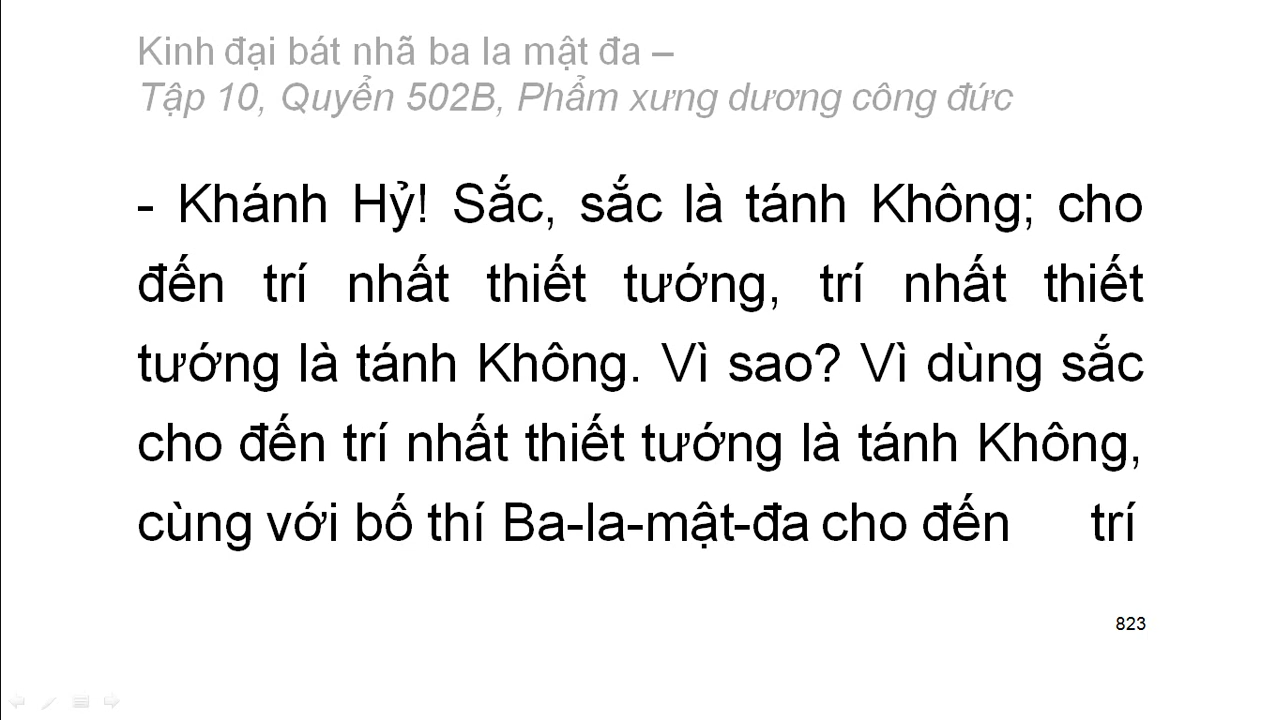 Kinh đại bát nhã ba la mật đa –
Tập 10, Quyển 502B, Phẩm xưng dương công đức
- Khánh Hỷ! Sắc, sắc là tánh Không; cho
đến trí nhất thiết tướng, trí nhất thiết
tướng là tánh Không. Vì sao? Vì dùng sắc
cho đến trí nhất thiết tướng là tánh Không,
cùng với bố thí Ba-la-mật-đa cho đến trí
823